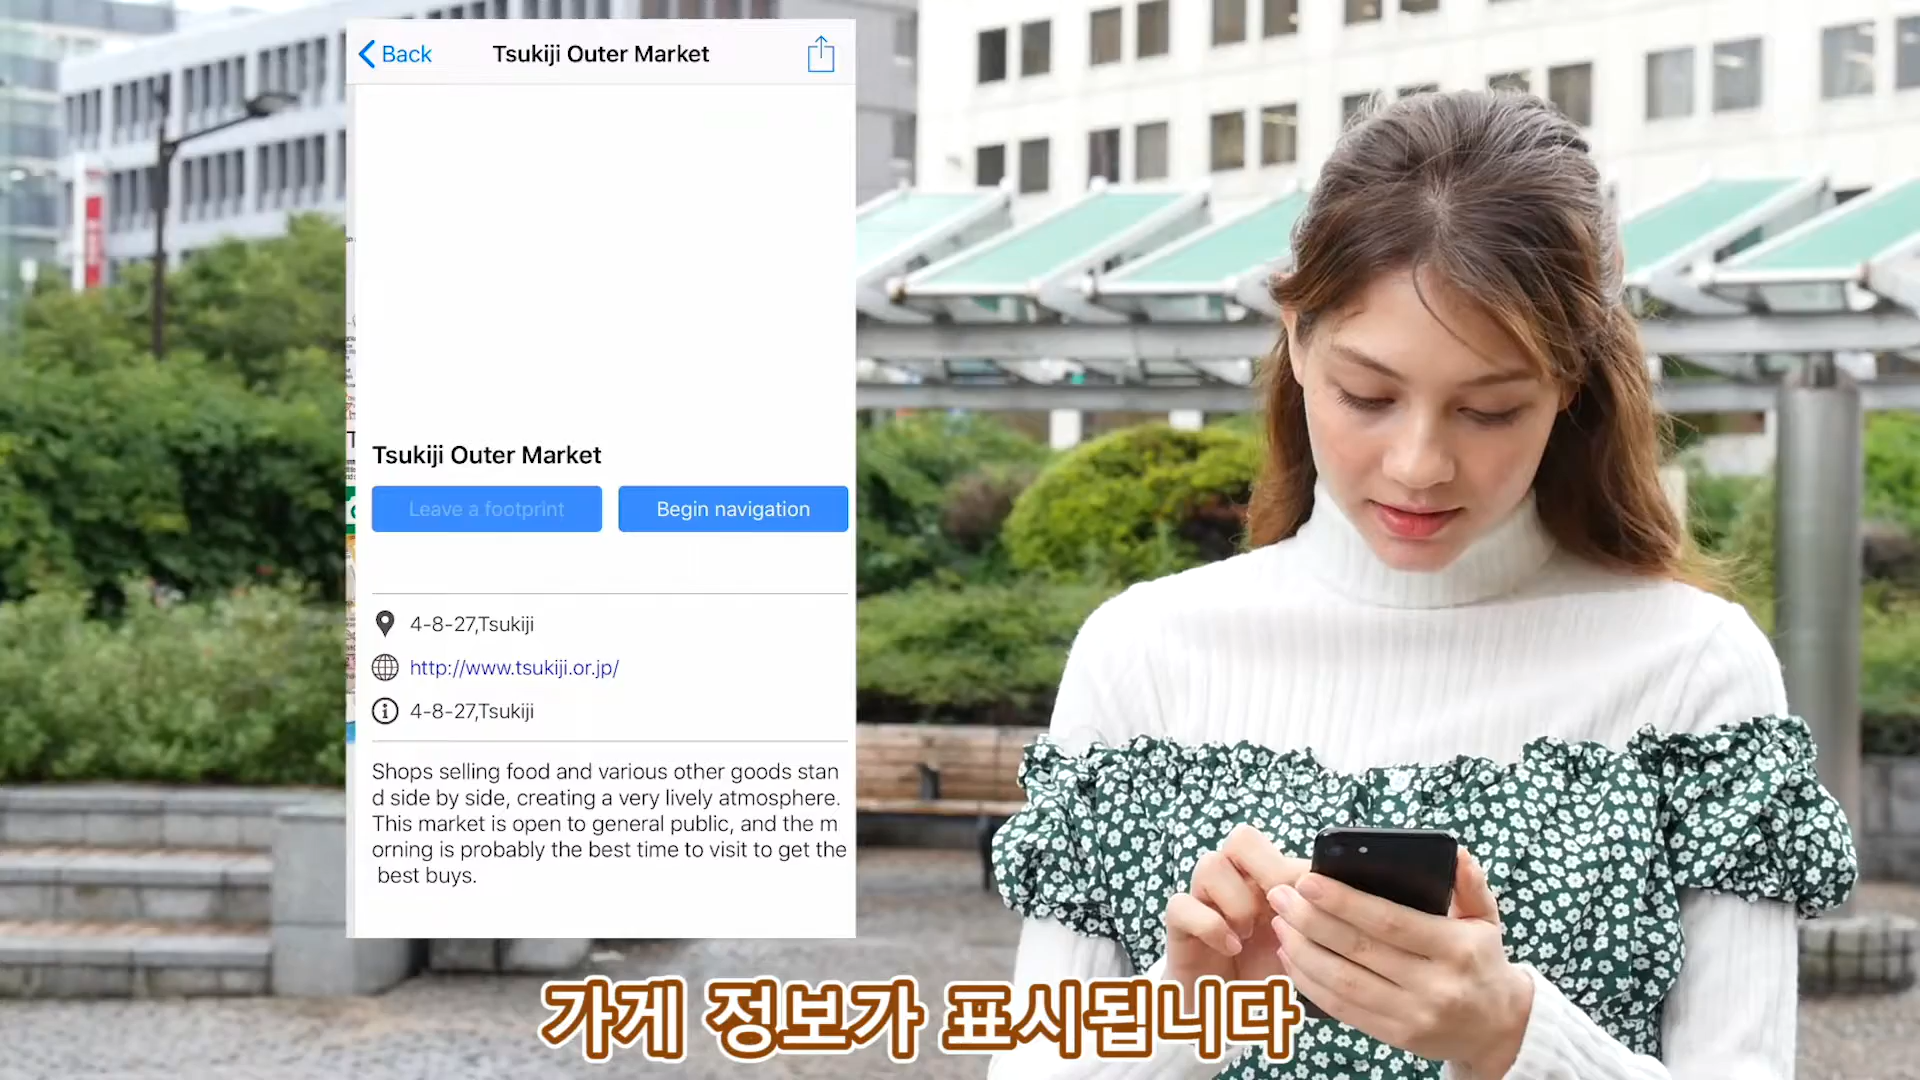 Back
Tsukiji Outer Market
Tsukiji Outer Market
Leave a footprint
Begin navigation
4-8-27,Tsukiji
http://www.tsukiji.or.jp/
4-8-27,Tsukiji
Shops selling food and various other goods stan
d side by side, creating a very lively atmosphere.
This market is open to general public, and the m
orning is probably the best time to visit to get the
best buys.
가게 정보가 표시됩니다